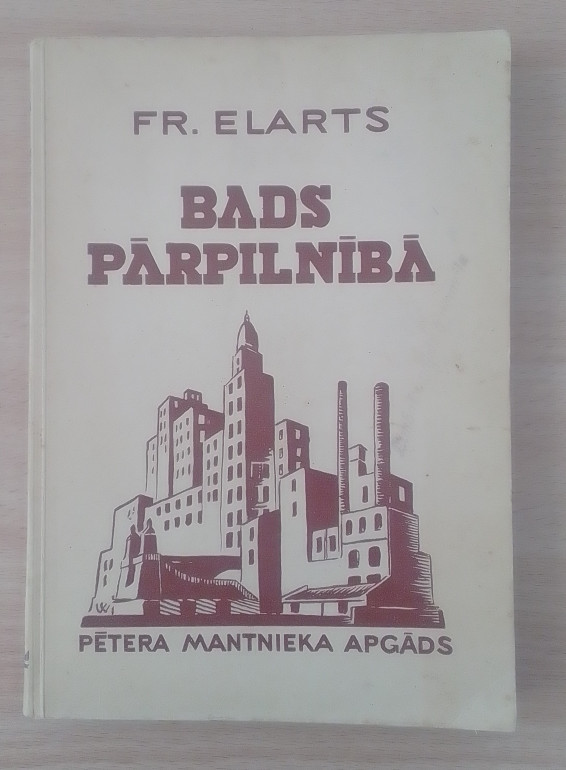 FR. ELARTS
BADS
PĀRPILNĪBĀ
PĒTERA MANTNIEKA APGĀDS